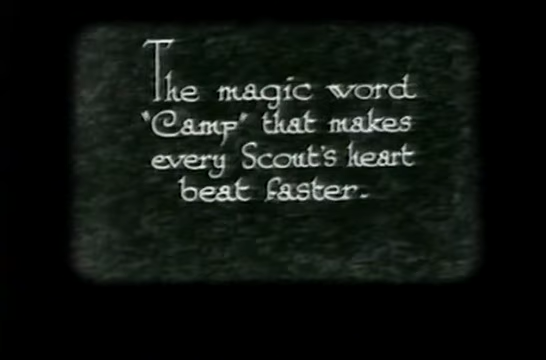 The magic word
"Camp" that makes
every Scout's heart
beat faster.